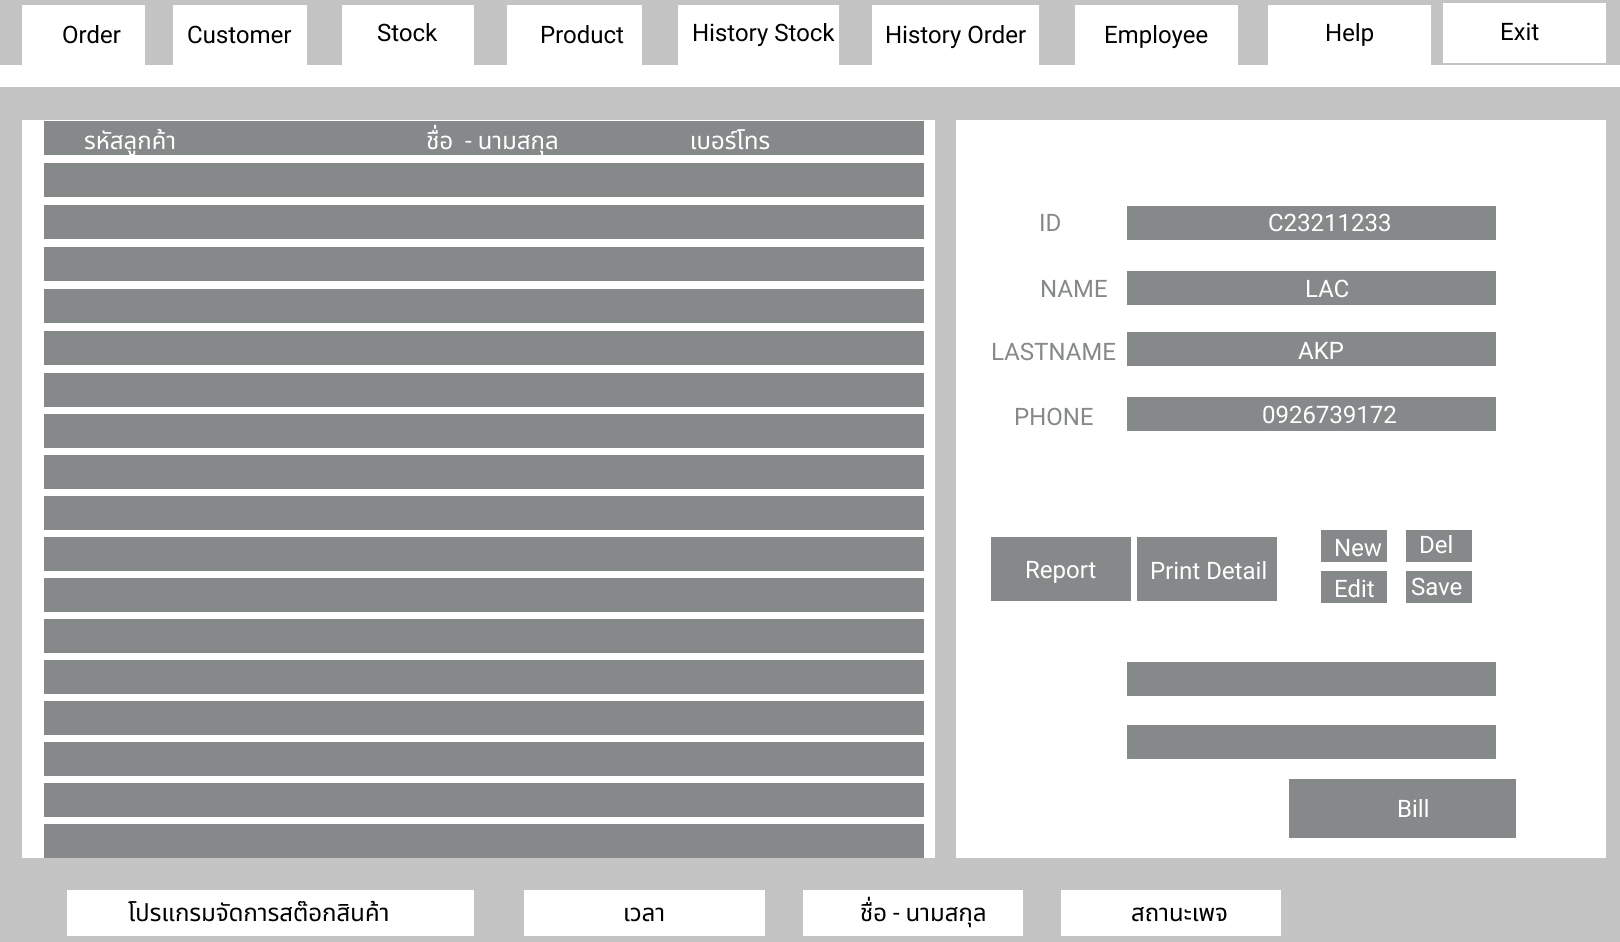 Order Customer Stock Product History Stock History Order Employee Help Exit
รหัสลูกค้า ชื่อ - นามสกุล เบอร์โทร
ID C23211233
NAME LAC
LASTNAME AKP
PHONE 0926739172
Report Print Detail New Del
Edit Save
Bill
โปรแกรมจัดการสต๊อกสินค้า เวลา ชื่อ - นามสกุล สถานะเพจ